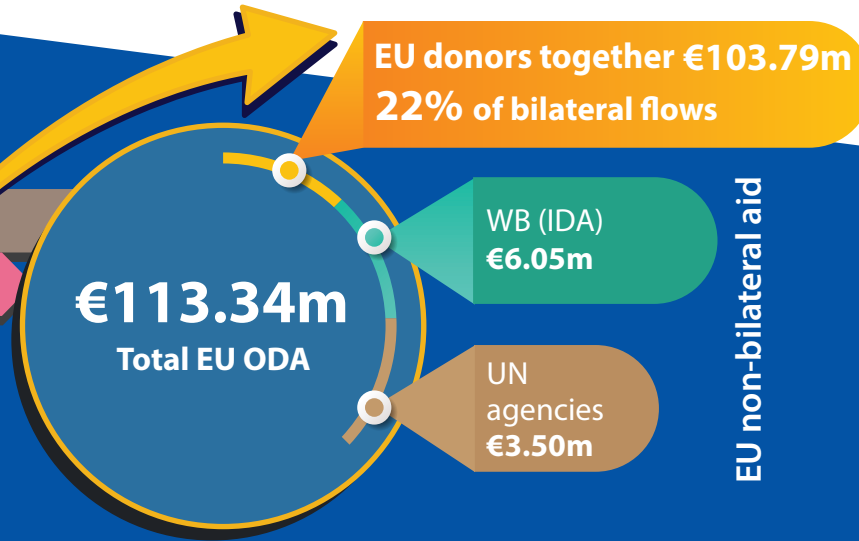 EU donors together €103.79m
22% of bilateral flows
WB (IDA)
€6.05m
€113.34m
Total EU ODA
UN
agencies
€3.50m
EU non-bilateral aid